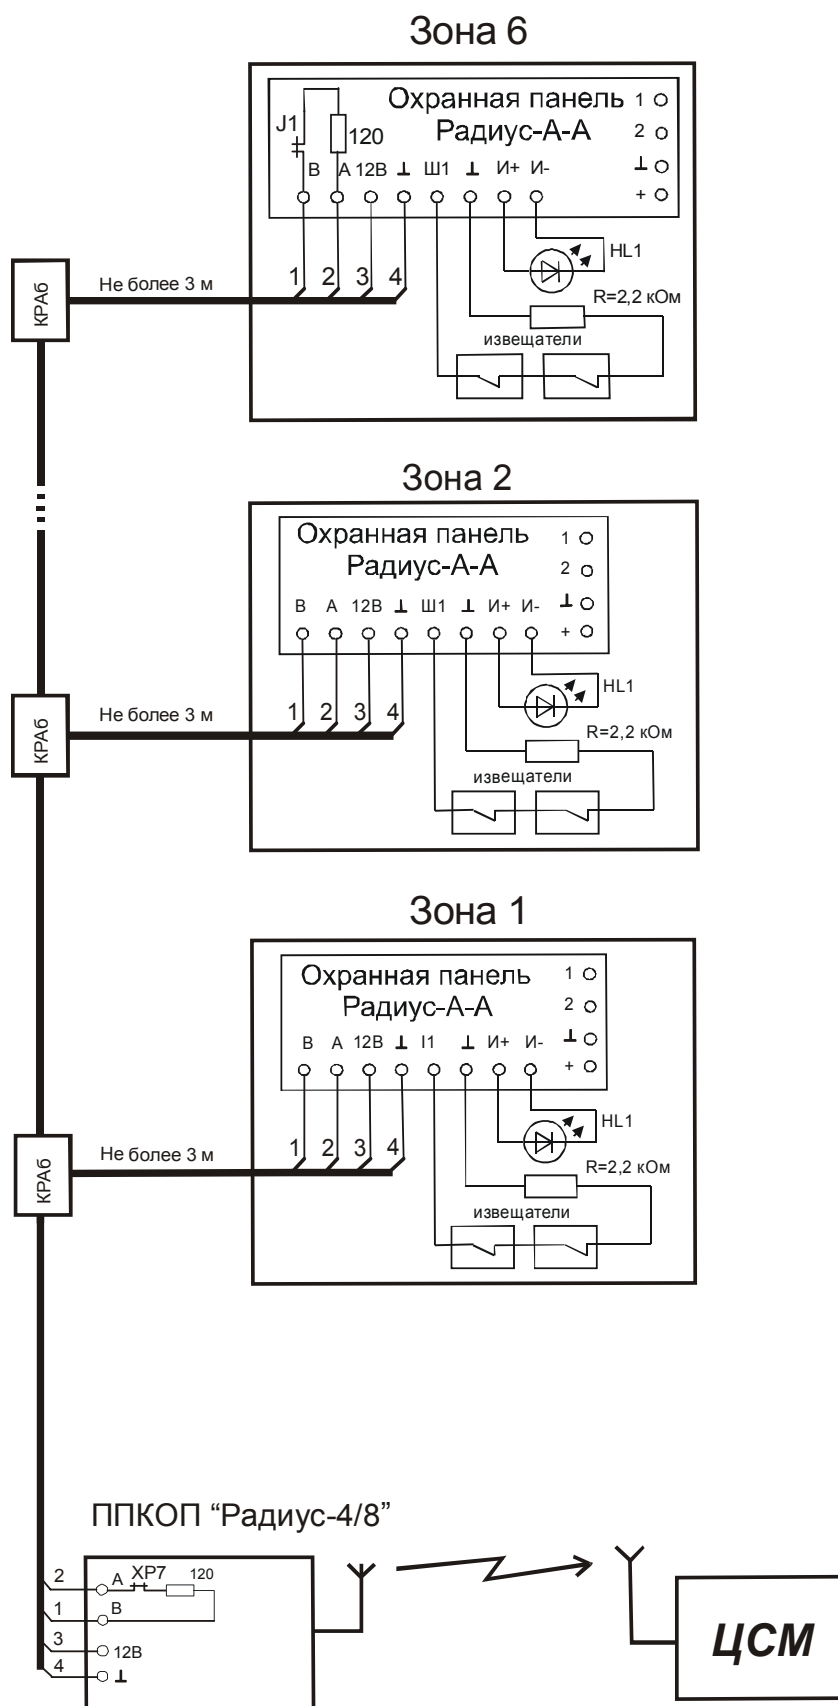 Зона 6
Охранная панель
Радиус-А-А
J1
120
В А 12В ⊥ Ш1 ⊥ И+ И-
1
2
⊥
+
HL1
R=2,2 кОм
извещатели
1 2 3 4
КРАб
Не более 3 м
Зона 2
Охранная панель
Радиус-А-А
В А 12В ⊥ Ш1 ⊥ И+ И-
1
2
⊥
+
HL1
R=2,2 кОм
извещатели
1 2 3 4
КРАб
Не более 3 м
Зона 1
Охранная панель
Радиус-А-А
В А 12В ⊥ I1 ⊥ И+ И-
1
2
⊥
+
HL1
R=2,2 кОм
извещатели
1 2 3 4
КРАб
Не более 3 м
ППКОП “Радиус-4/8”
2 А ХР7 120
1 В
3 12В
4 ⊥
ЦСМ